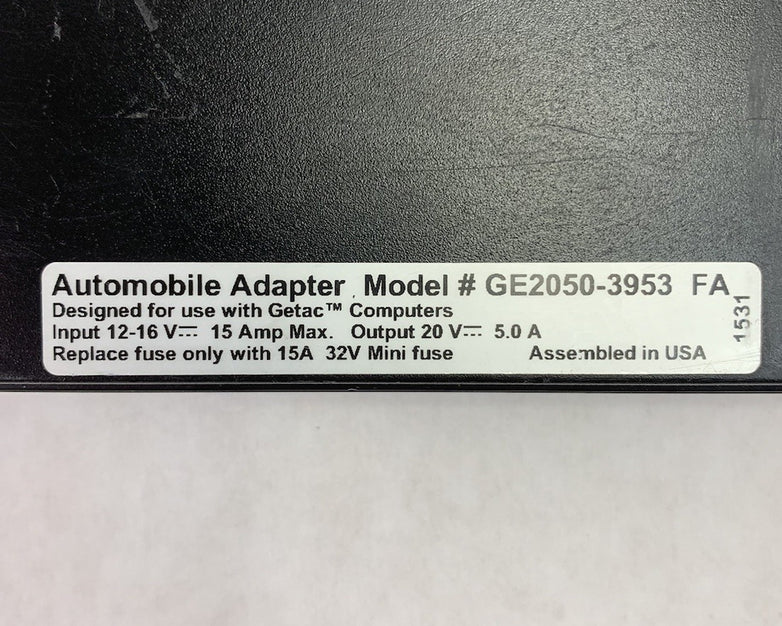 Automobile Adapter Model # GE2050-3953 FA
Designed for use with Getac™ Computers
Input 12-16 V⎓ 15 Amp Max. Output 20 V⎓ 5.0 A
Replace fuse only with 15A 32V Mini fuse Assembled in USA
1531